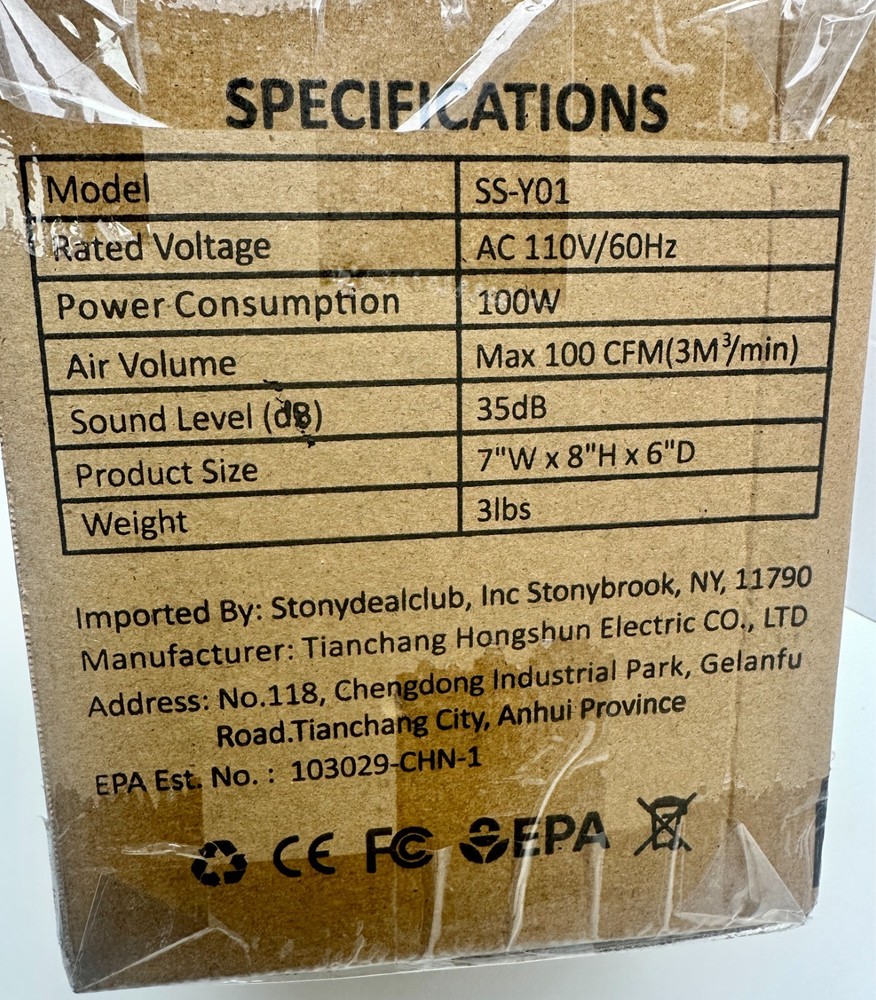 SPECIFICATIONS
Model SS-Y01
Rated Voltage AC 110V/60Hz
Power Consumption 100W
Air Volume Max 100 CFM(3M³/min)
Sound Level (dB) 35dB
Product Size 7"W x 8"H x 6"D
Weight 3lbs
Imported By: Stonydealclub, Inc Stonybrook, NY, 11790
Manufacturer: Tianchang Hongshun Electric CO., LTD
Address: No.118, Chengdong Industrial Park, Gelanfu
Road.Tianchang City, Anhui Province
EPA Est. No. : 103029-CHN-1
CE FC EPA